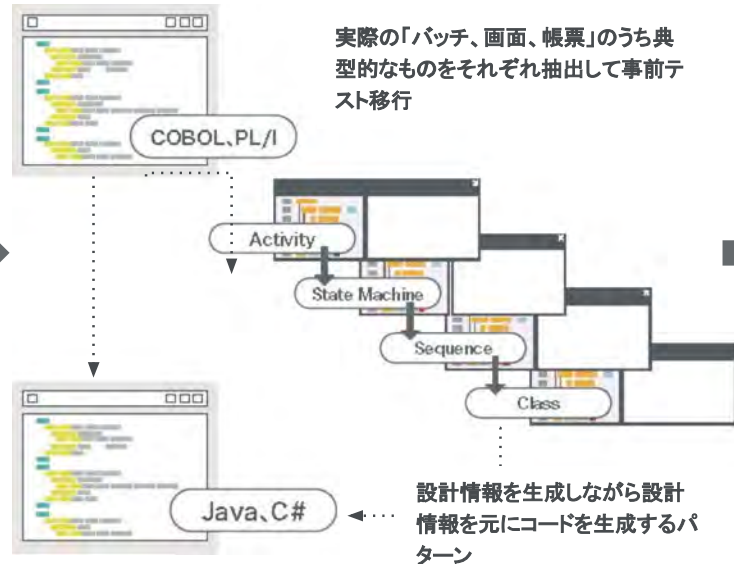 実際の「バッチ、画面、帳票」のうち典
型的なものをそれぞれ抽出して事前テ
スト移行
COBOL、PL/I
Activity
State Machine
Sequence
Class
設計情報を生成しながら設計
情報を元にコードを生成するパ
ターン
Java、C#